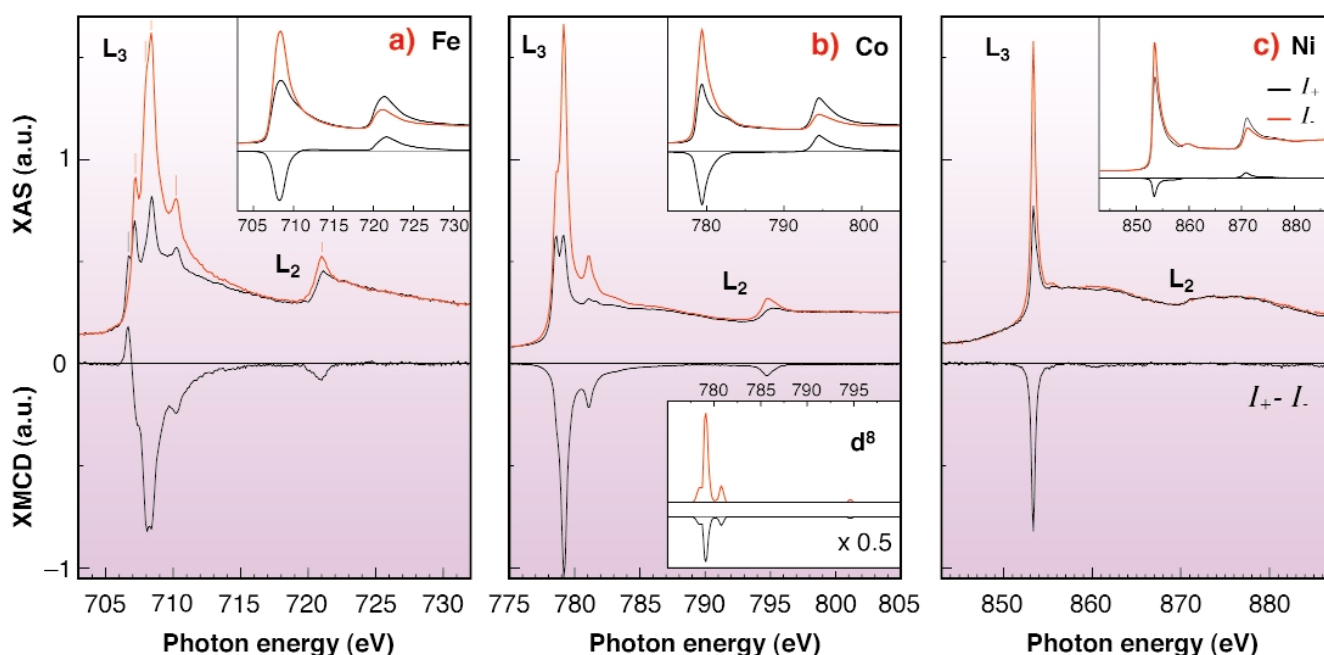 XAS (a.u.)
XMCD (a.u.)
1
0
−1
L3
a) Fe
L2
705 710 715 720 725 730
705 710 715 720 725 730
Photon energy (eV)
L3
b) Co
780 790 800
L2
780 785 790 795
d8
x 0.5
775 780 785 790 795 800 805
Photon energy (eV)
L3
c) Ni
I+
I-
850 860 870 880
L2
I+- I-
850 860 870 880
Photon energy (eV)